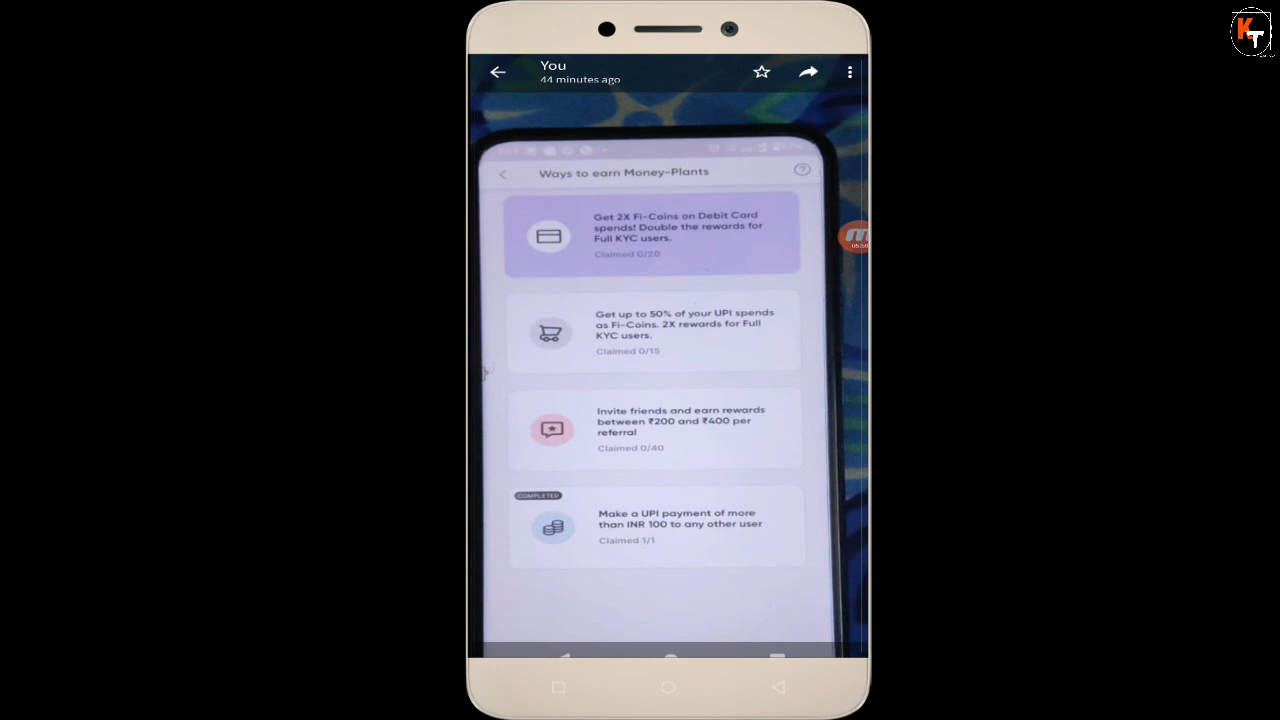 KT
You
44 minutes ago
Ways to earn Money-Plants
Get 2X Fi-Coins on Debit Card
spends! Double the rewards for
Full KYC users.
Claimed 0/20
Get up to 50% of your UPI spends
as Fi-Coins. 2X rewards for Full
KYC users.
Claimed 0/15
Invite friends and earn rewards
between ₹200 and ₹400 per
referral
Claimed 0/40
COMPLETED
Make a UPI payment of more
than INR 100 to any other user
Claimed 1/1